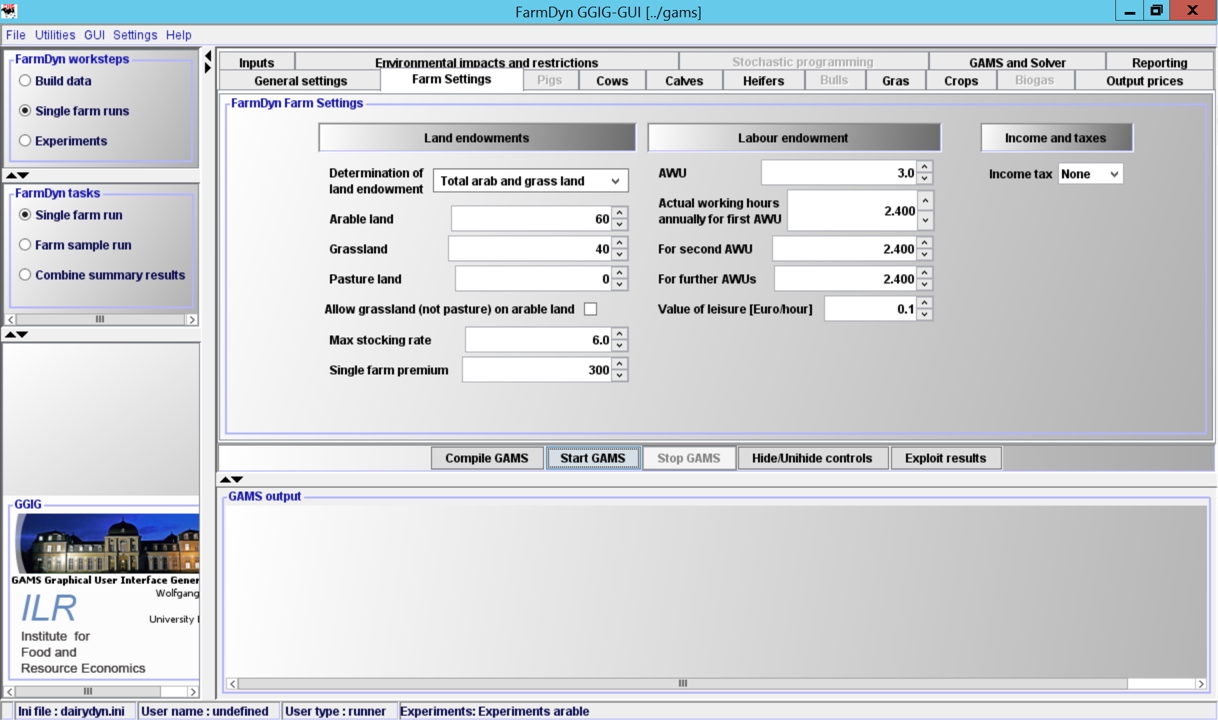 FarmDyn GGIG-GUI [../gams]
File Utilities GUI Settings Help
FarmDyn worksteps
Build data
Single farm runs
Experiments
FarmDyn tasks
Single farm run
Farm sample run
Combine summary results
GGIG
GAMS Graphical User Interface Gener
Wolfgang
ILR
University
Institute for
Food and
Resource Economics
Inputs Environmental impacts and restrictions Stochastic programming GAMS and Solver Reporting
General settings Farm Settings Pigs Cows Calves Heifers Bulls Gras Crops Biogas Output prices
FarmDyn Farm Settings
Land endowments
Determination of
land endowment Total arab and grass land
Arable land 60
Grassland 40
Pasture land 0
Allow grassland (not pasture) on arable land
Max stocking rate 6.0
Single farm premium 300
Labour endowment
AWU 3.0
Actual working hours
annually for first AWU 2.400
For second AWU 2.400
For further AWUs 2.400
Value of leisure [Euro/hour] 0.1
Income and taxes
Income tax None
Compile GAMS Start GAMS Stop GAMS Hide/Unihide controls Exploit results
GAMS output
Ini file : dairydyn.ini User name : undefined User type : runner Experiments: Experiments arable